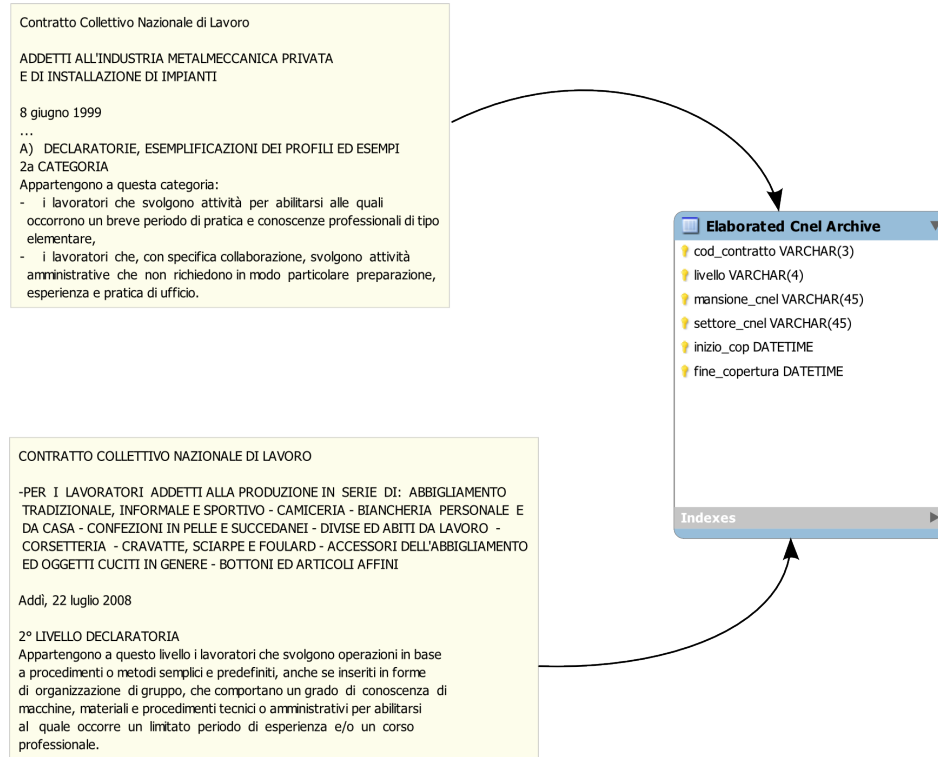 Contratto Collettivo Nazionale di Lavoro
ADDETTI ALL'INDUSTRIA METALMECCANICA PRIVATA
E DI INSTALLAZIONE DI IMPIANTI
8 giugno 1999
...
A) DECLARATORIE, ESEMPLIFICAZIONI DEI PROFILI ED ESEMPI
2a CATEGORIA
Appartengono a questa categoria:
- i lavoratori che svolgono attività per abilitarsi alle quali
occorrono un breve periodo di pratica e conoscenze professionali di tipo
elementare,
- i lavoratori che, con specifica collaborazione, svolgono attività
amministrative che non richiedono in modo particolare preparazione,
esperienza e pratica di ufficio.
Elaborated Cnel Archive
cod_contratto VARCHAR(3)
livello VARCHAR(4)
mansione_cnel VARCHAR(45)
settore_cnel VARCHAR(45)
inizio_cop DATETIME
fine_copertura DATETIME
Indexes
CONTRATTO COLLETTIVO NAZIONALE DI LAVORO
-PER I LAVORATORI ADDETTI ALLA PRODUZIONE IN SERIE DI: ABBIGLIAMENTO
TRADIZIONALE, INFORMALE E SPORTIVO - CAMICERIA - BIANCHERIA PERSONALE E
DA CASA - CONFEZIONI IN PELLE E SUCCEDANEI - DIVISE ED ABITI DA LAVORO -
CORSETTERIA - CRAVATTE, SCIARPE E FOULARD - ACCESSORI DELL'ABBIGLIAMENTO
ED OGGETTI CUCITI IN GENERE - BOTTONI ED ARTICOLI AFFINI
Addì, 22 luglio 2008
2° LIVELLO DECLARATORIA
Appartengono a questo livello i lavoratori che svolgono operazioni in base
a procedimenti o metodi semplici e predefiniti, anche se inseriti in forme
di organizzazione di gruppo, che comportano un grado di conoscenza di
macchine, materiali e procedimenti tecnici o amministrativi per abilitarsi
al quale occorre un limitato periodo di esperienza e/o un corso
professionale.